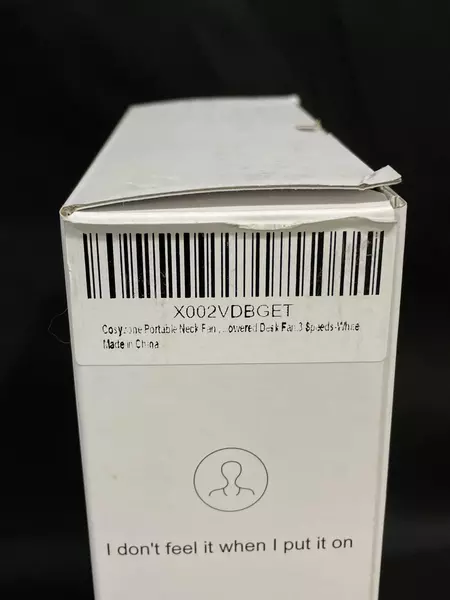 X002VDBGET
Cosyzone Portable Neck Fan,...owered Desk Fan,3 Speeds-White
Made in China
I don't feel it when I put it on